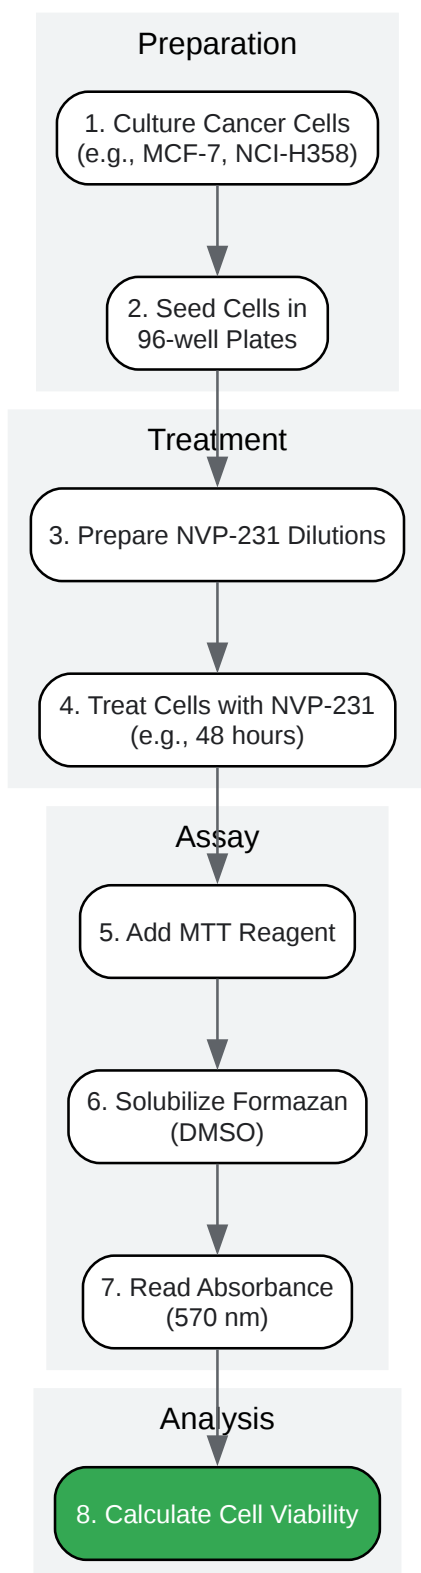 Preparation
1. Culture Cancer Cells
(e.g., MCF-7, NCI-H358)
2. Seed Cells in
96-well Plates
Treatment
3. Prepare NVP-231 Dilutions
4. Treat Cells with NVP-231
(e.g., 48 hours)
Assay
5. Add MTT Reagent
6. Solubilize Formazan
(DMSO)
7. Read Absorbance
(570 nm)
Analysis
8. Calculate Cell Viability